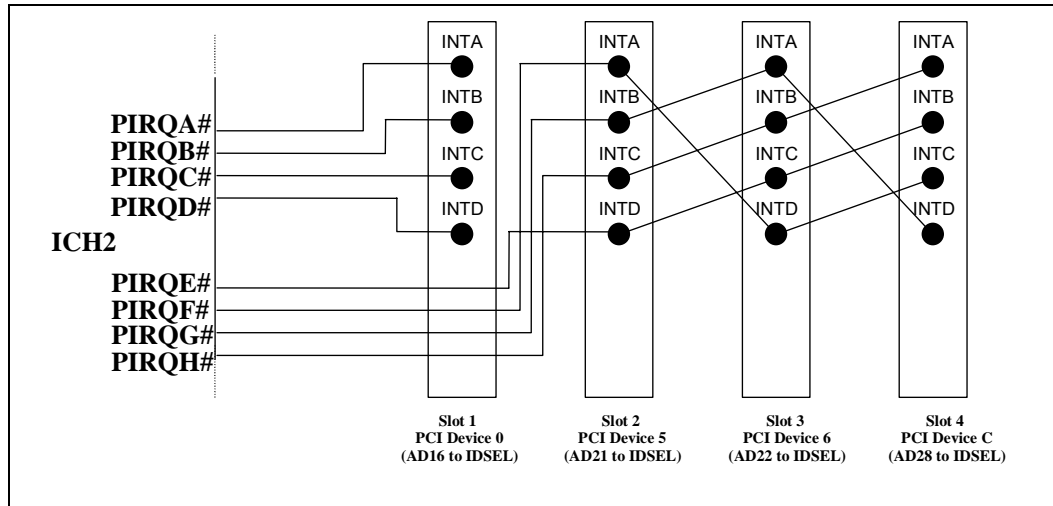 INTA
INTB
INTC
INTD
INTA
INTB
INTC
INTD
INTA
INTB
INTC
INTD
INTA
INTB
INTC
INTD
PIRQA#
PIRQB#
PIRQC#
PIRQD#
ICH2
PIRQE#
PIRQF#
PIRQG#
PIRQH#
Slot 1
PCI Device 0
(AD16 to IDSEL)
Slot 2
PCI Device 5
(AD21 to IDSEL)
Slot 3
PCI Device 6
(AD22 to IDSEL)
Slot 4
PCI Device C
(AD28 to IDSEL)